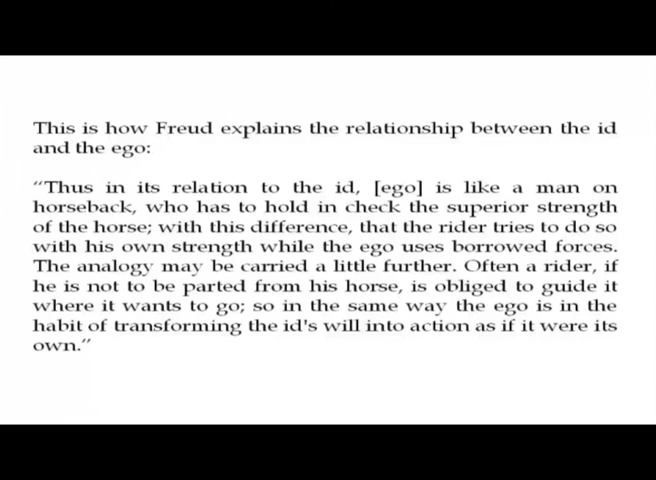 This is how Freud explains the relationship between the id
and the ego:
“Thus in its relation to the id, [ego] is like a man on
horseback, who has to hold in check the superior strength
of the horse; with this difference, that the rider tries to do so
with his own strength while the ego uses borrowed forces.
The analogy may be carried a little further. Often a rider, if
he is not to be parted from his horse, is obliged to guide it
where it wants to go; so in the same way the ego is in the
habit of transforming the id's will into action as if it were its
own.”